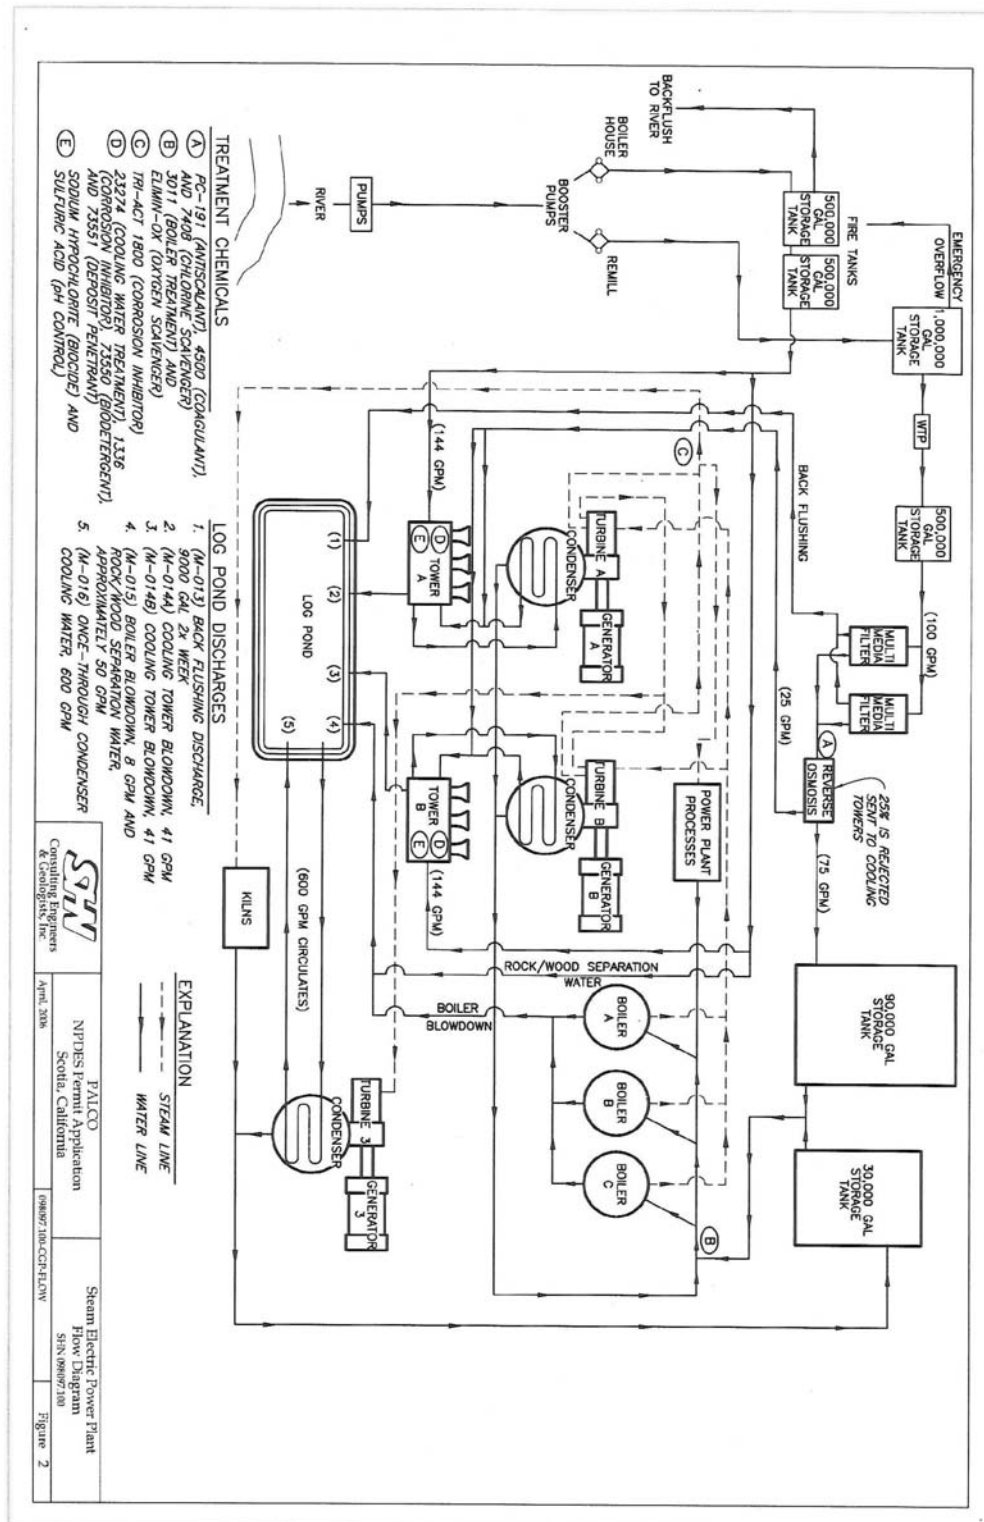 BACKFLUSH
TO RIVER
BOILER
HOUSE
BOOSTER
PUMPS
REMILL
PUMPS
RIVER
500,000
GAL
STORAGE
TANK
FIRE TANKS
500,000
GAL
STORAGE
TANK
EMERGENCY
OVERFLOW
1,000,000
GAL
STORAGE
TANK
WTP
500,000
GAL
STORAGE
TANK
(100 GPM)
MULTI
MEDIA
FILTER
MULTI
MEDIA
FILTER
BACK FLUSHING
(25 GPM)
A
REVERSE
OSMOSIS
25% IS REJECTED
SENT TO COOLING
TOWERS
(75 GPM)
90,000 GAL
STORAGE
TANK
30,000 GAL
STORAGE
TANK
C
TURBINE A
GENERATOR
A
CONDENSER
(144 GPM)
D
E
TOWER
A
POWER PLANT
PROCESSES
TURBINE B
GENERATOR
B
CONDENSER
D
E
TOWER
B
(144 GPM)
ROCK/WOOD SEPARATION
WATER
BOILER
BLOWDOWN
BOILER
A
BOILER
B
BOILER
C
B
LOG POND
(1)
(2)
(3)
(4)
(5)
(600 GPM CIRCULATES)
KILNS
TURBINE 3
GENERATOR
3
CONDENSER
TREATMENT CHEMICALS
A PC-191 (ANTISCALANT), 4500 (COAGULANT),
AND 7408 (CHLORINE SCAVENGER)
B 3011 (BOILER TREATMENT) AND
ELIMIN-OX (OXYGEN SCAVENGER)
C TRI-ACT 1800 (CORROSION INHIBITOR)
D 23274 (COOLING WATER TREATMENT), 1336
(CORROSION INHIBITOR), 73550 (BIODETERGENT),
AND 73551 (DEPOSIT PENETRANT)
E SODIUM HYPOCHLORITE (BIOCIDE) AND
SULFURIC ACID (pH CONTROL)
LOG POND DISCHARGES
1. (M-013) BACK FLUSHING DISCHARGE,
9000 GAL 2x WEEK
2. (M-014A) COOLING TOWER BLOWDOWN, 41 GPM
3. (M-014B) COOLING TOWER BLOWDOWN, 41 GPM
4. (M-015) BOILER BLOWDOWN, 8 GPM AND
ROCK/WOOD SEPARATION WATER,
APPROXIMATELY 50 GPM
5. (M-016) ONCE-THROUGH CONDENSER
COOLING WATER, 600 GPM
EXPLANATION
STEAM LINE
WATER LINE
SHN
Consulting Engineers
& Geologists, Inc.
PALCO
NPDES Permit Application
Scotia, California
Steam Electric Power Plant
Flow Diagram
SHN 098097.100
April, 2006
098097.100-CGP-FLOW
Figure 2